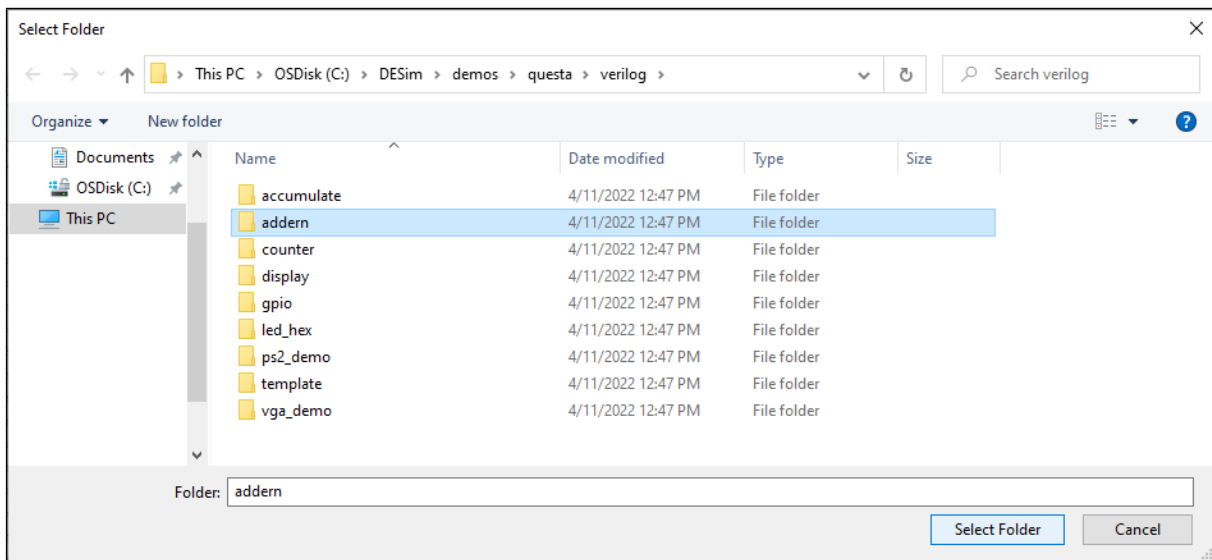 Select Folder
This PC > OSDisk (C:) > DESim > demos > questa > verilog >
Search verilog
Organize New folder
?
Documents
OSDisk (C:)
This PC
Name Date modified Type Size
accumulate 4/11/2022 12:47 PM File folder
addern 4/11/2022 12:47 PM File folder
counter 4/11/2022 12:47 PM File folder
display 4/11/2022 12:47 PM File folder
gpio 4/11/2022 12:47 PM File folder
led_hex 4/11/2022 12:47 PM File folder
ps2_demo 4/11/2022 12:47 PM File folder
template 4/11/2022 12:47 PM File folder
vga_demo 4/11/2022 12:47 PM File folder
Folder: addern
Select Folder Cancel